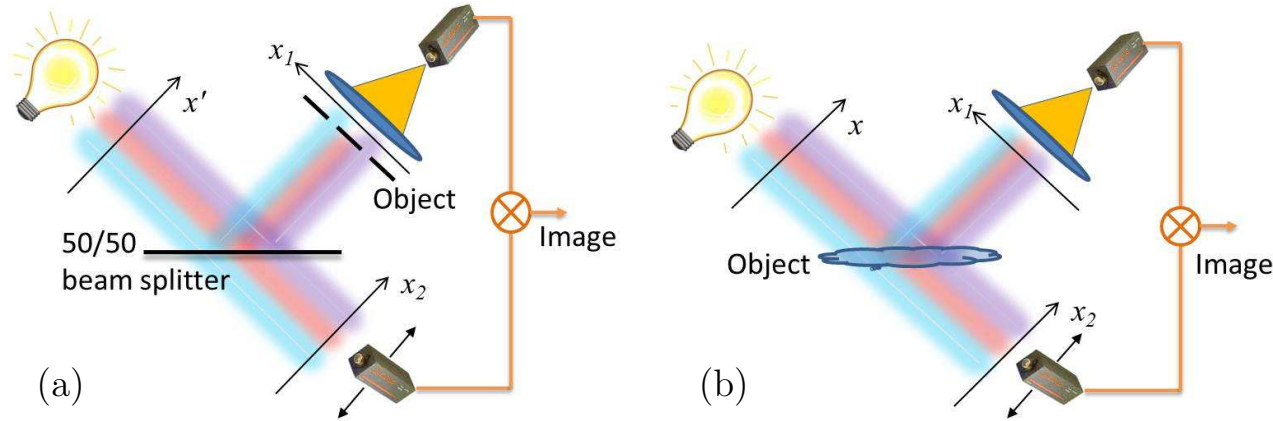 x'
x₁
Object
50/50
beam splitter
Image
x₂
(a)
x
x₁
Object
Image
x₂
(b)